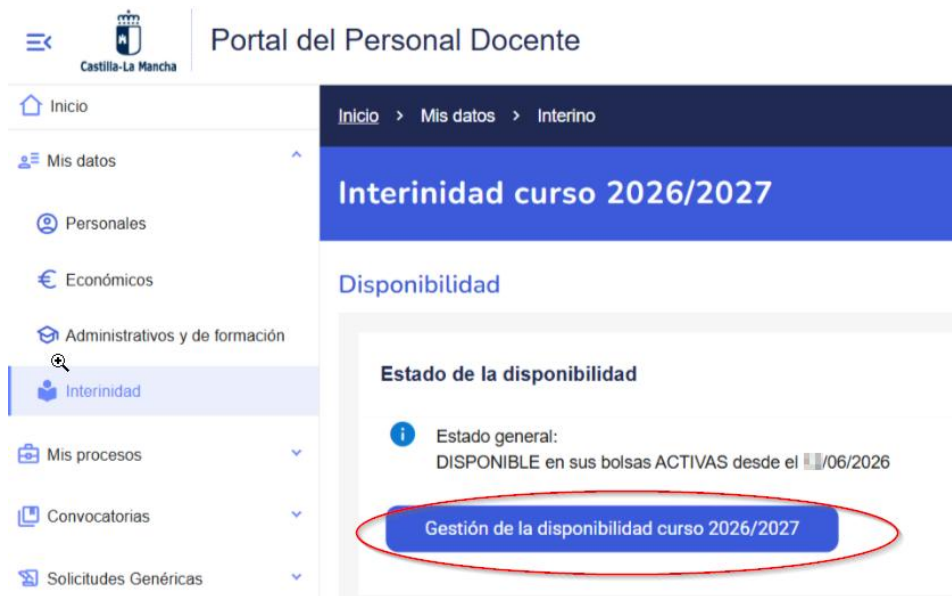 Castilla-La Mancha
Portal del Personal Docente
Inicio
Mis datos
Personales
Económicos
Administrativos y de formación
Interinidad
Mis procesos
Convocatorias
Solicitudes Genéricas
Inicio > Mis datos > Interino
Interinidad curso 2026/2027
Disponibilidad
Estado de la disponibilidad
Estado general:
DISPONIBLE en sus bolsas ACTIVAS desde el /06/2026
Gestión de la disponibilidad curso 2026/2027